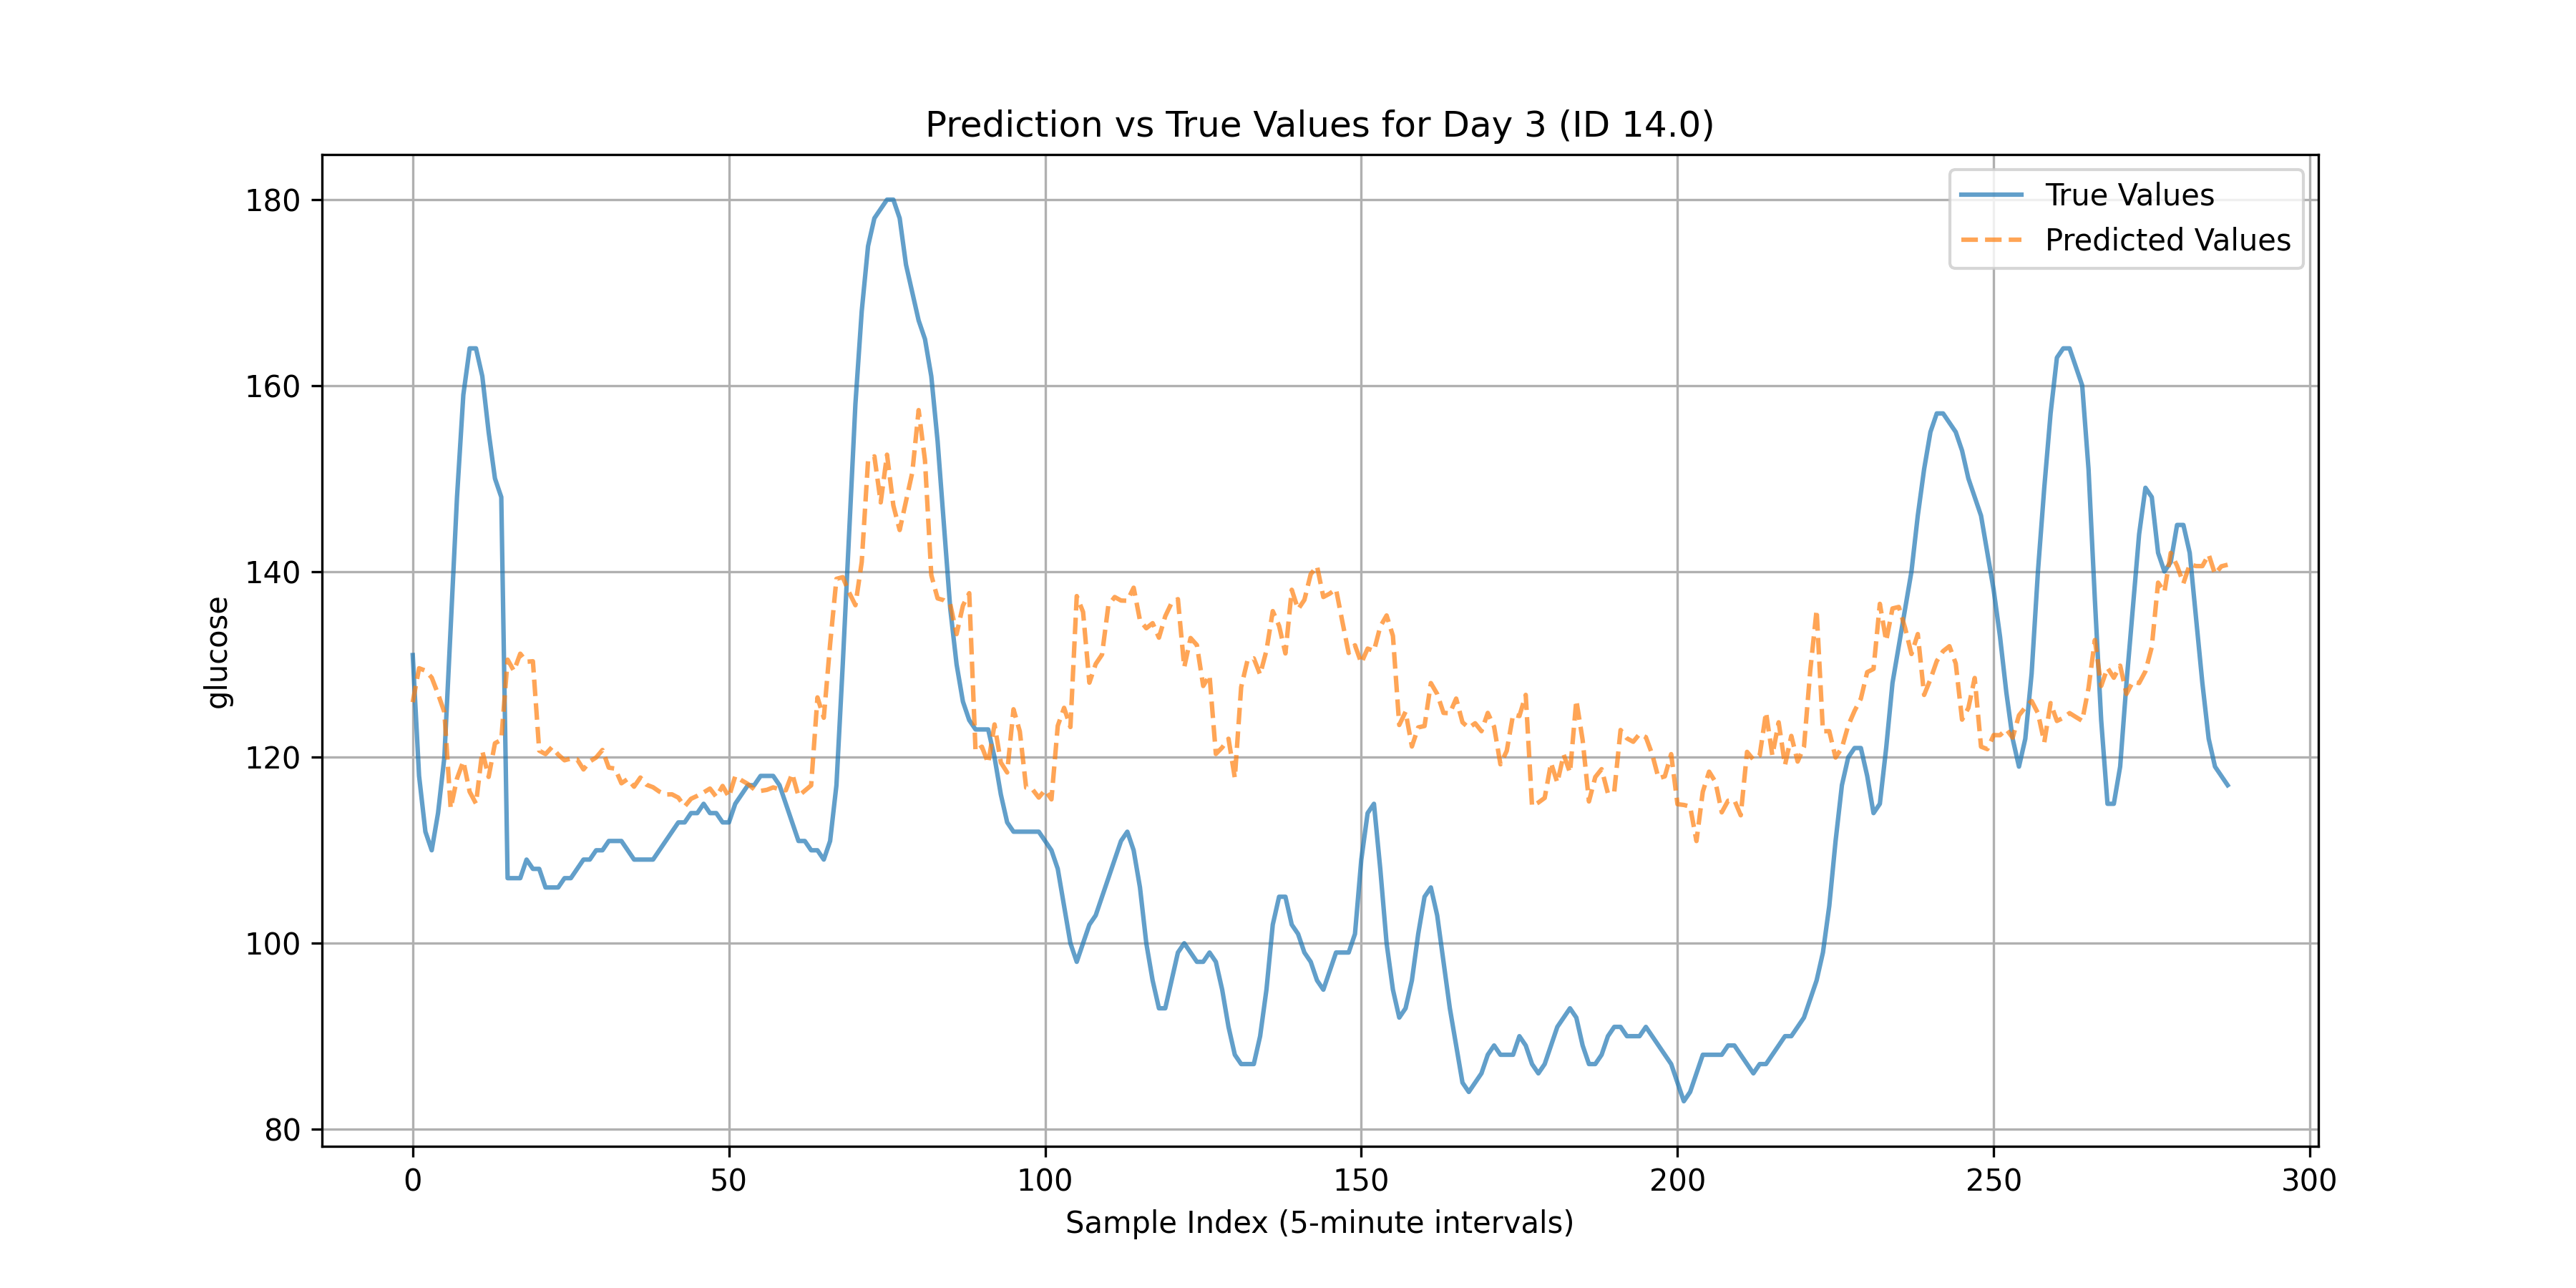 Prediction vs True Values for Day 3 (ID 14.0)
True Values
Predicted Values
glucose
180
160
140
120
100
80
0 50 100 150 200 250 300
Sample Index (5-minute intervals)